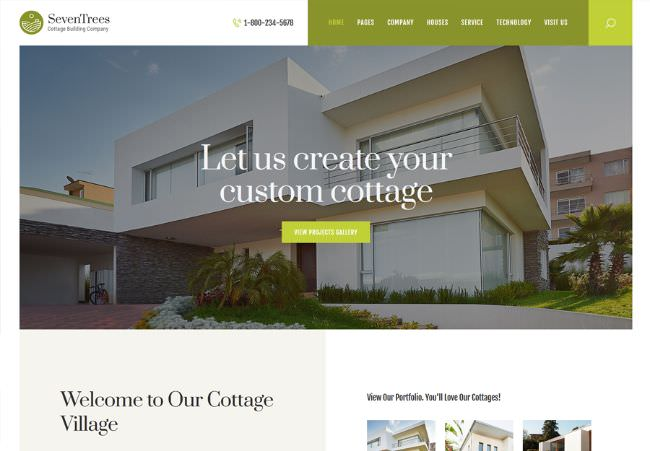 SevenTrees
Cottage Building Company
1-800-234-5678
HOME PAGES COMPANY HOUSES SERVICE TECHNOLOGY VISIT US
Let us create your
custom cottage
VIEW PROJECTS GALLERY
Welcome to Our Cottage
Village
View Our Portfolio. You'll Love Our Cottages!